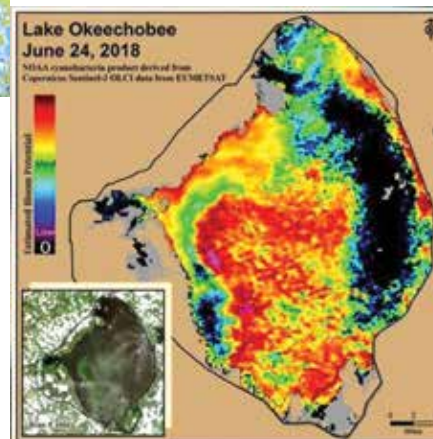 Lake Okeechobee
June 24, 2018
NOAA cyanobacteria product derived from
Copernicus Sentinel-3 OLCI data from EUMETSAT
Estimated Bloom Potential
Low
0